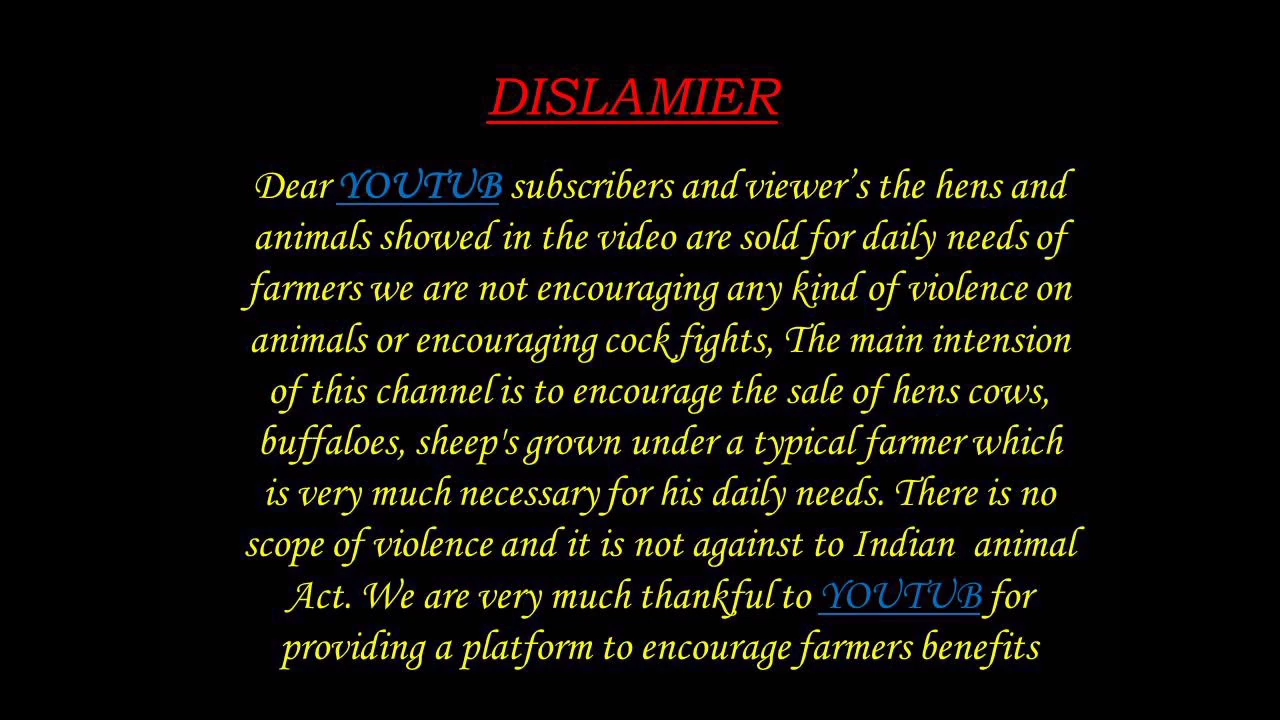 DISLAMIER
Dear YOUTUB subscribers and viewer’s the hens and
animals showed in the video are sold for daily needs of
farmers we are not encouraging any kind of violence on
animals or encouraging cock fights, The main intension
of this channel is to encourage the sale of hens cows,
buffaloes, sheep's grown under a typical farmer which
is very much necessary for his daily needs. There is no
scope of violence and it is not against to Indian  animal
Act. We are very much thankful to YOUTUB for
providing a platform to encourage farmers benefits